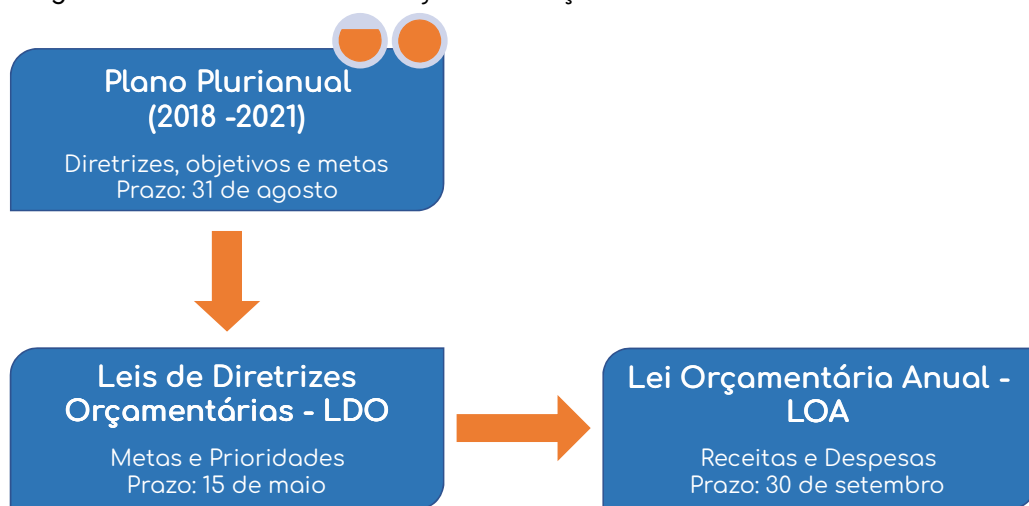 Plano Plurianual
(2018 -2021)
Diretrizes, objetivos e metas
Prazo: 31 de agosto
Leis de Diretrizes
Orçamentárias - LDO
Metas e Prioridades
Prazo: 15 de maio
Lei Orçamentária Anual -
LOA
Receitas e Despesas
Prazo: 30 de setembro